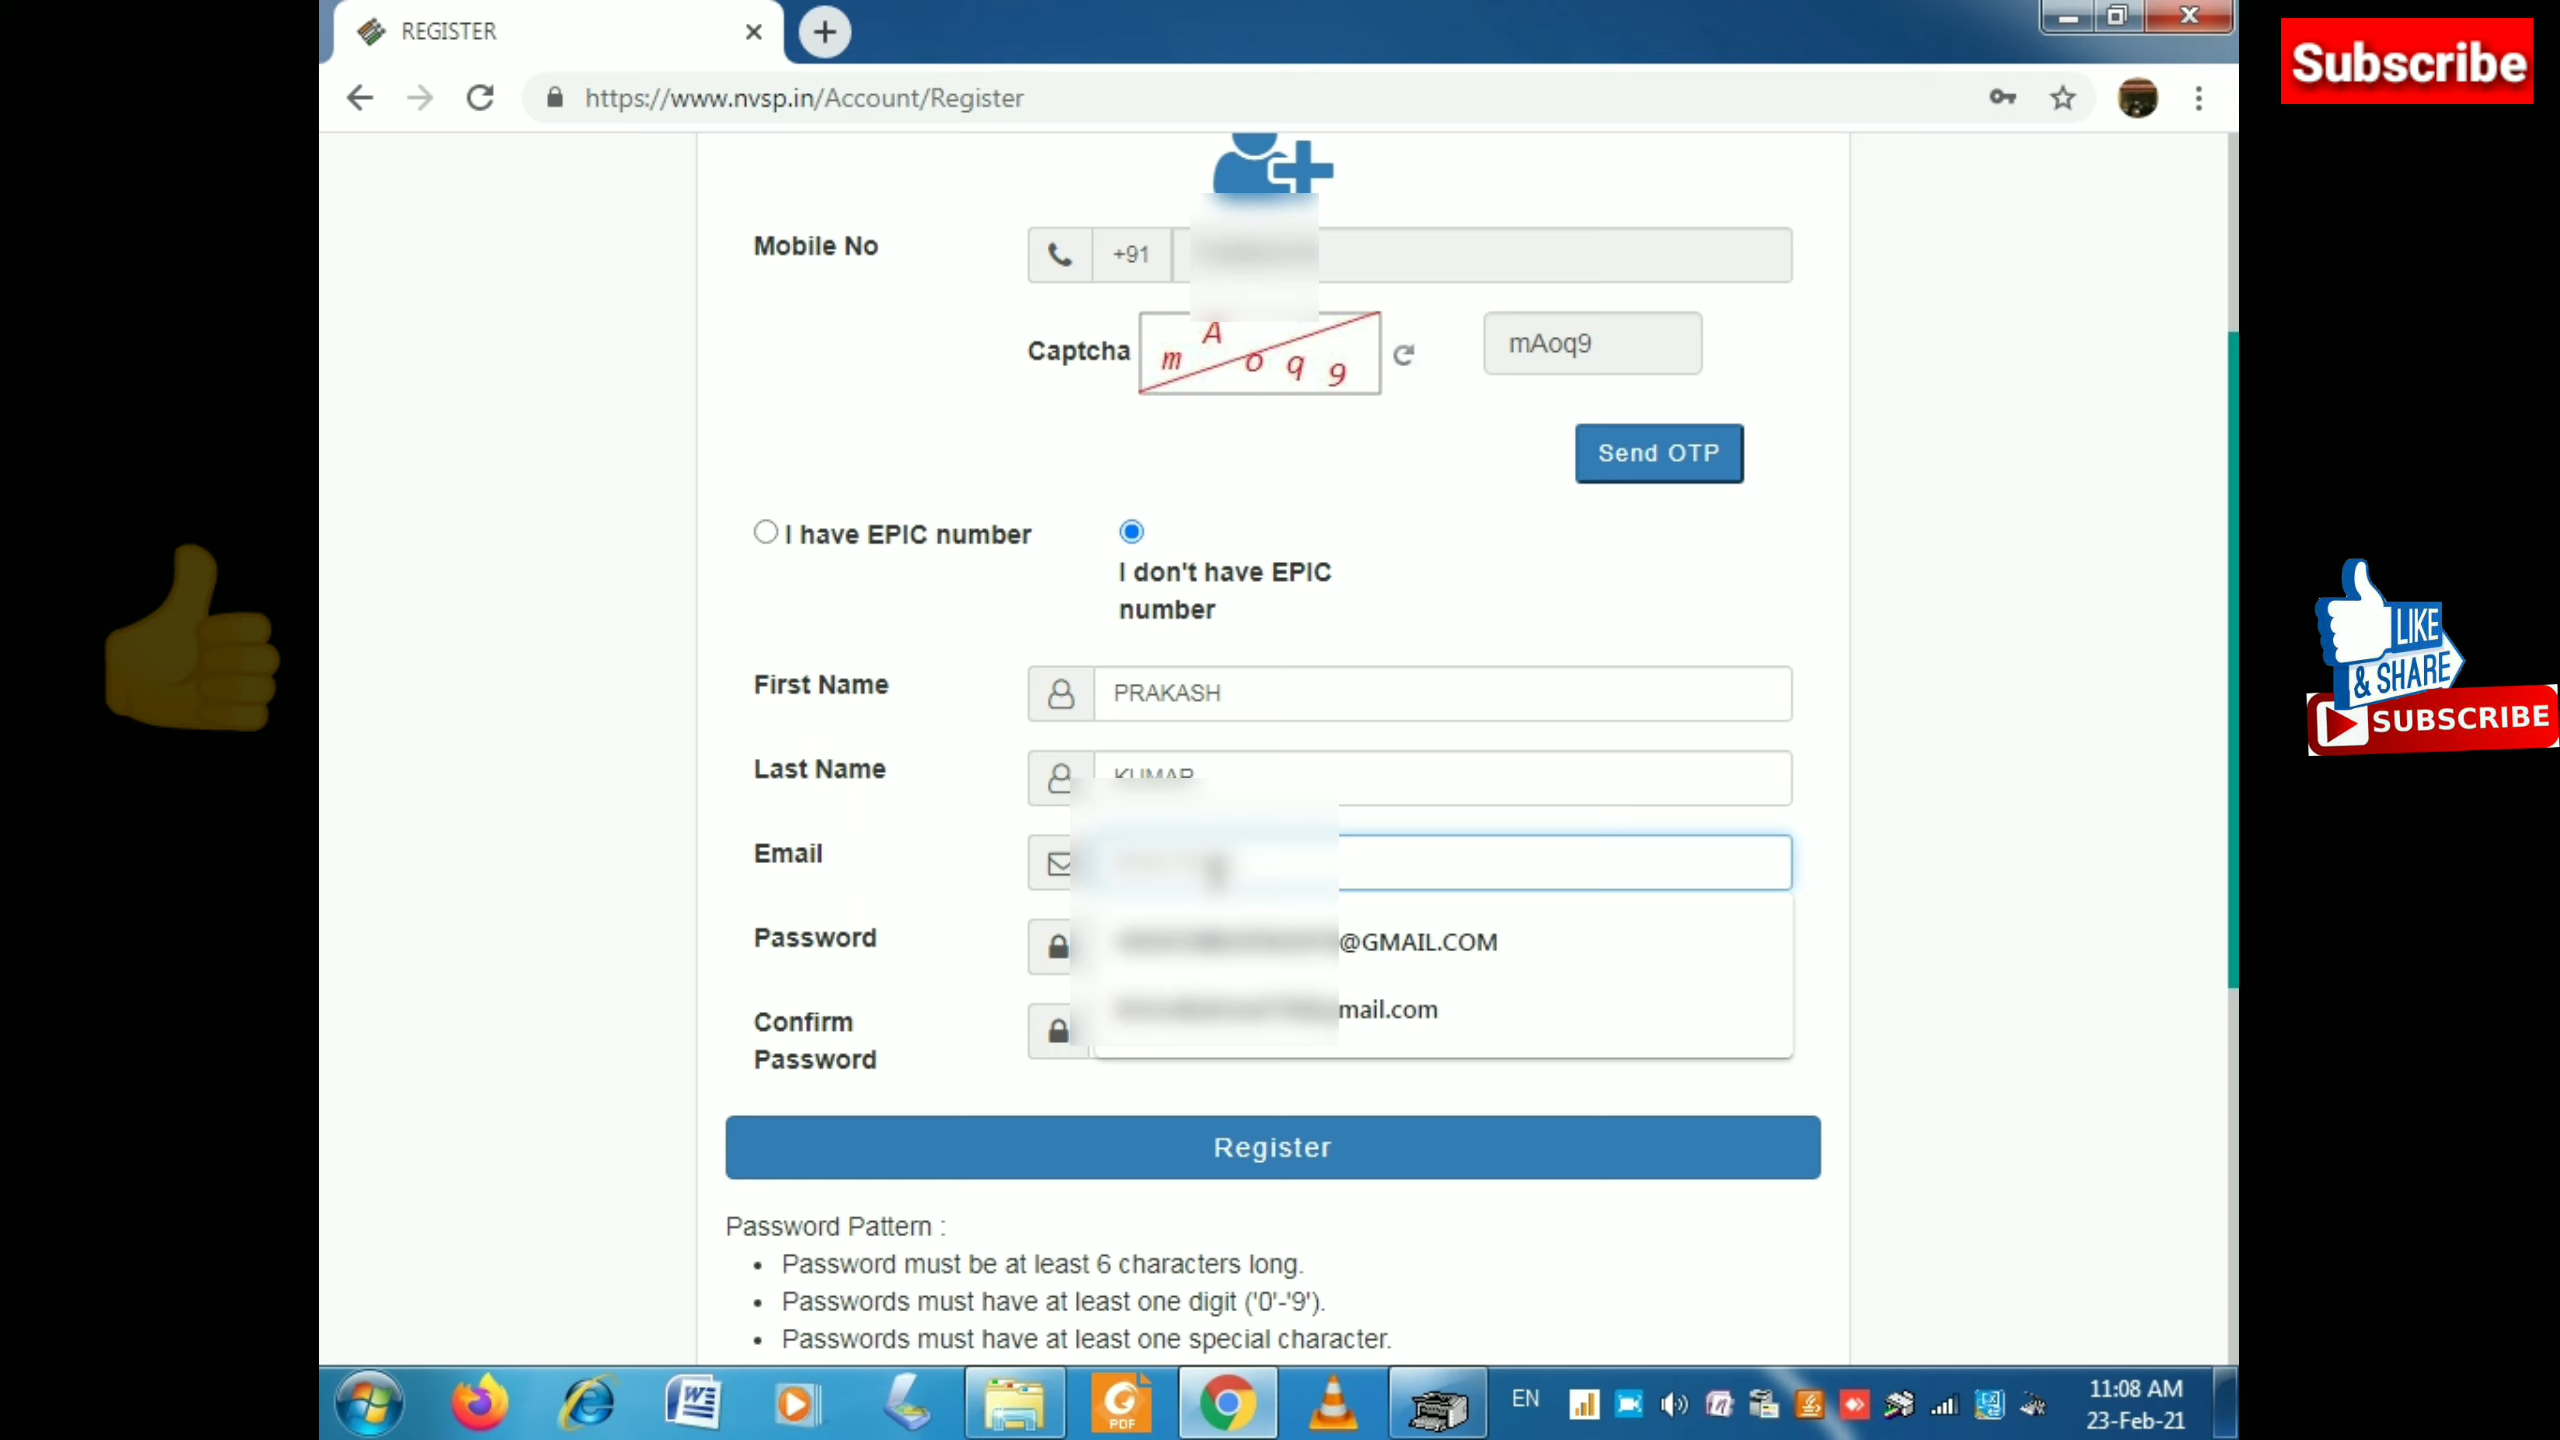 REGISTER
Subscribe
https://www.nvsp.in/Account/Register
Mobile No
+91
Captcha
m A o q 9
mAoq9
Send OTP
I have EPIC number
I don't have EPIC
number
First Name
PRAKASH
Last Name
KUMAR
Email
Password
@GMAIL.COM
mail.com
Confirm
Password
Register
LIKE
& SHARE
SUBSCRIBE
Password Pattern :
• Password must be at least 6 characters long.
• Passwords must have at least one digit ('0'-'9').
• Passwords must have at least one special character.
PDF
EN
11:08 AM
23-Feb-21